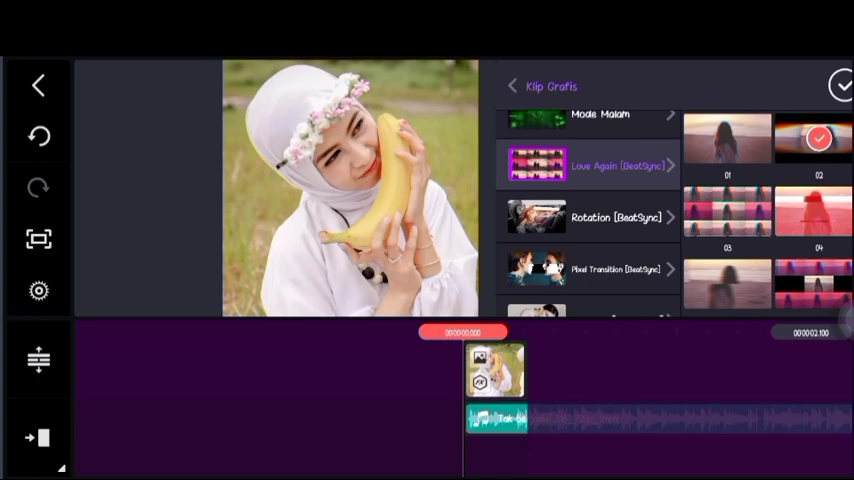 Klip Grafis
Mode Malam
Love Again [BeatSync]
01
02
Rotation [BeatSync]
03
04
Pixel Transition [BeatSync]
00:00:00.000
00:00:02.100